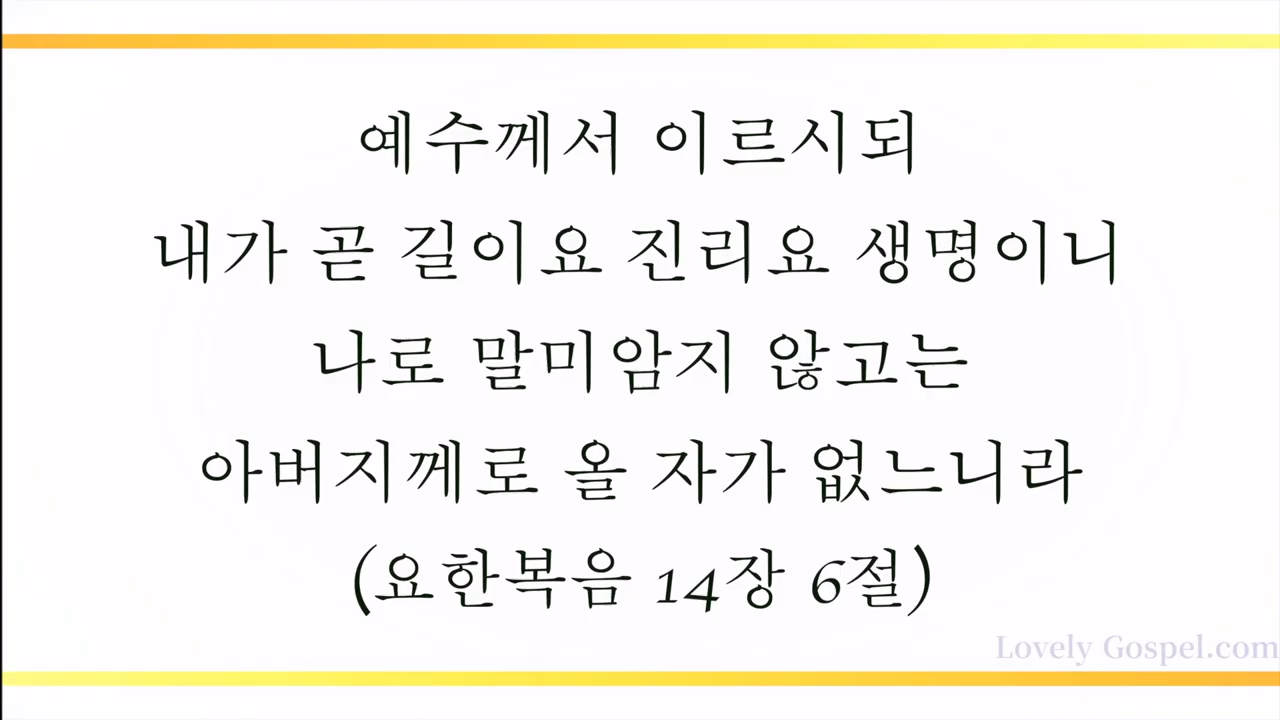 예수께서 이르시되
내가 곧 길이요 진리요 생명이니
나로 말미암지 않고는
아버지께로 올 자가 없느니라
(요한복음 14장 6절)
Lovely Gospel.com